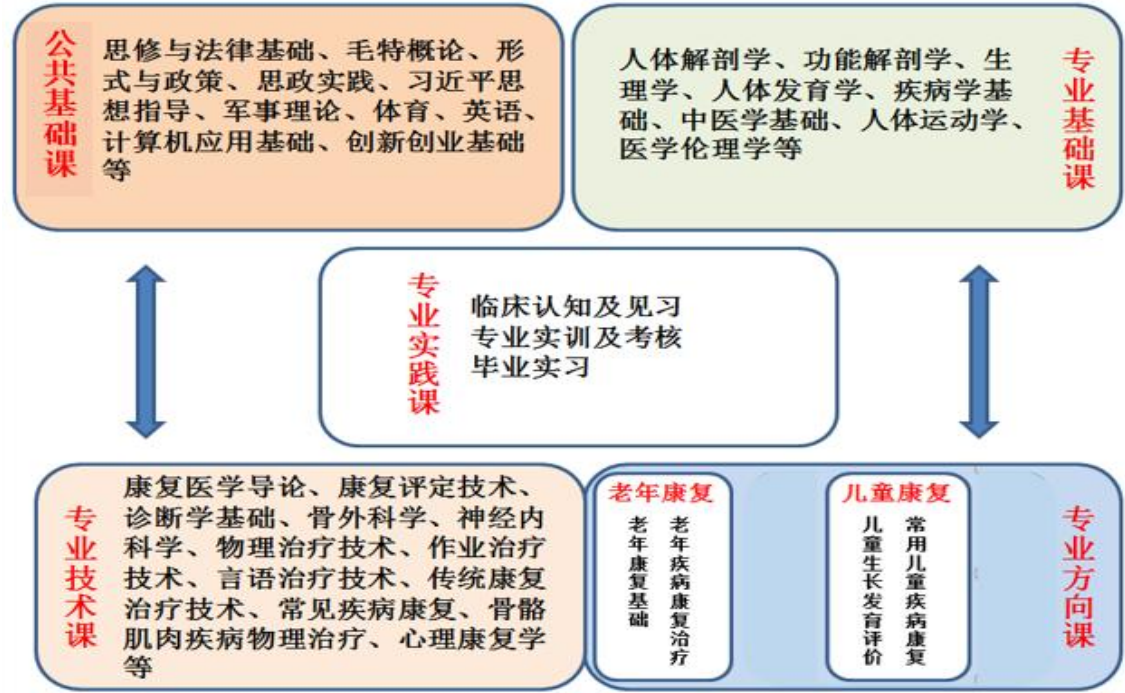 公共基础课
思修与法律基础、毛特概论、形
式与政策、思政实践、习近平思
想指导、军事理论、体育、英语、
计算机应用基础、创新创业基础
等
人体解剖学、功能解剖学、生
理学、人体发育学、疾病学基
础、中医学基础、人体运动学、
医学伦理学等
专业基础课
专业实践课
临床认知及见习
专业实训及考核
毕业实习
专业技术课
康复医学导论、康复评定技术、
诊断学基础、骨外科学、神经内
科学、物理治疗技术、作业治疗
技术、言语治疗技术、传统康复
治疗技术、常见疾病康复、骨骼
肌肉疾病物理治疗、心理康复学
等
老年康复
老年康复基础
老年疾病康复治疗
儿童康复
儿童生长发育评价
常用儿童疾病康复
专业方向课